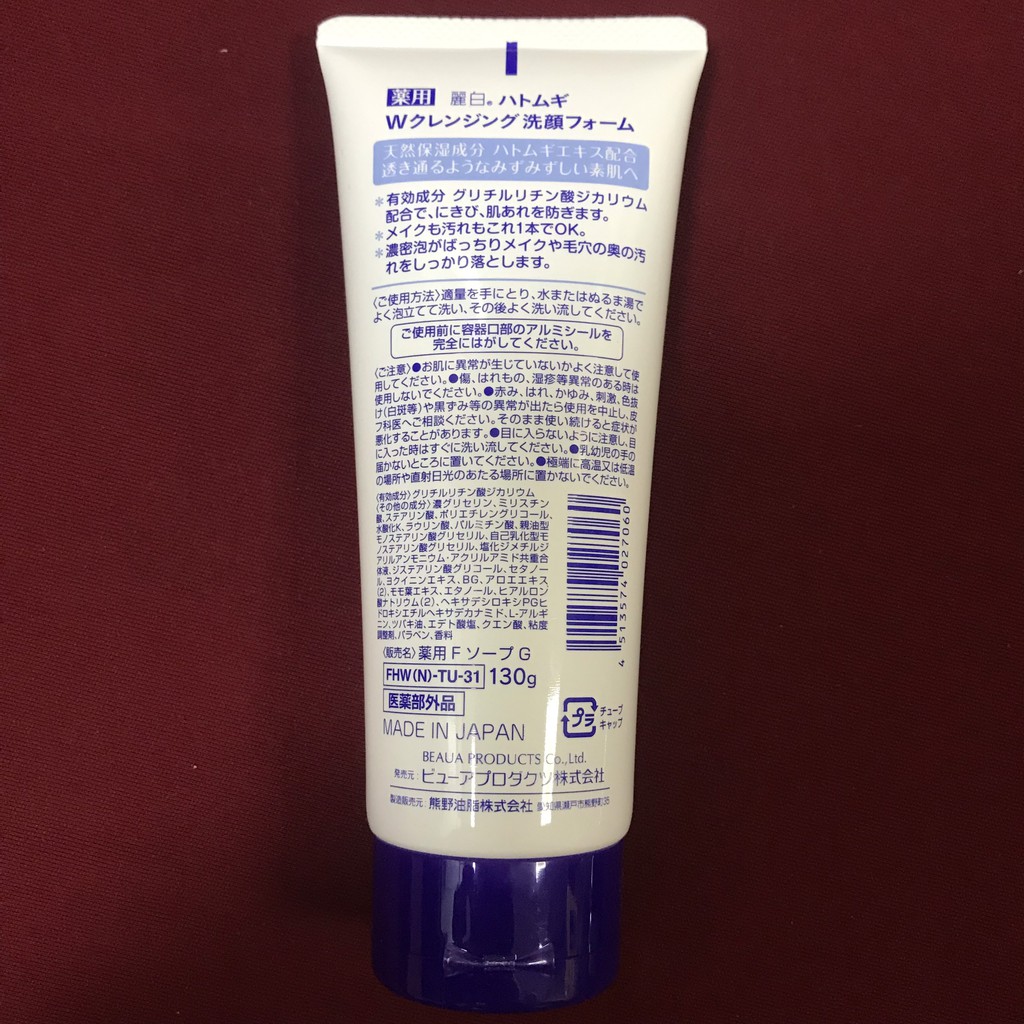 薬用 麗白® ハトムギ
Wクレンジング 洗顔フォーム
天然保湿成分 ハトムギエキス配合
透き通るようなみずみずしい素肌へ
*有効成分 グリチルリチン酸ジカリウム
配合で、にきび、肌あれを防ぎます。
*メイクも汚れもこれ1本でOK。
*濃密泡がばっちりメイクや毛穴の奥の汚
れをしっかり落とします。
〈ご使用方法〉適量を手にとり、水またはぬるま湯で
よく泡立てて洗い、その後よく洗い流してください。
ご使用前に容器口部のアルミシールを
完全にはがしてください。
〈ご注意〉●お肌に異常が生じていないかよく注意して使
用してください。●傷、はれもの、湿疹等異常のある時は
使用しないでください。●赤み、はれ、かゆみ、刺激、色抜
け(白斑等)や黒ずみ等の異常が出たら使用を中止し、皮
フ科医へご相談ください。そのまま使い続けると症状が
悪化することがあります。●目に入らないように注意し、目
に入った時はすぐに洗い流してください。●乳幼児の手の
届かないところに置いてください。●極端に高温又は低温
の場所や直射日光のあたる場所に置かないでください。
〈有効成分〉グリチルリチン酸ジカリウム
〈その他の成分〉濃グリセリン、ミリスチン
酸、ステアリン酸、ポリエチレングリコール、
水酸化K、ラウリン酸、パルミチン酸、親油型
モノステアリン酸グリセリル、自己乳化型モ
ノステアリン酸グリセリル、塩化ジメチルジ
アリルアンモニウム・アクリルアミド共重合
体液、ジステアリン酸グリコール、セタノー
ル、ヨクイニンエキス、BG、アロエエキス
(2)、モモ葉エキス、エタノール、ヒアルロン
酸ナトリウム(2)、ヘキサデシロキシPGヒ
ドロキシエチルヘキサデカナミド、L-アルギ
ニン、ツバキ油、エデト酸塩、クエン酸、粘度
調整剤、パラベン、香料
4 513574 027060
〈販売名〉薬用 F ソープ G
FHW(N)-TU-31 130g
医薬部外品
プラ チューブ
キャップ
MADE IN JAPAN
BEAUA PRODUCTS Co.,Ltd.
発売元：ビューアプロダクツ株式会社
製造販売元：熊野油脂株式会社 愛知県瀬戸市熊野町38